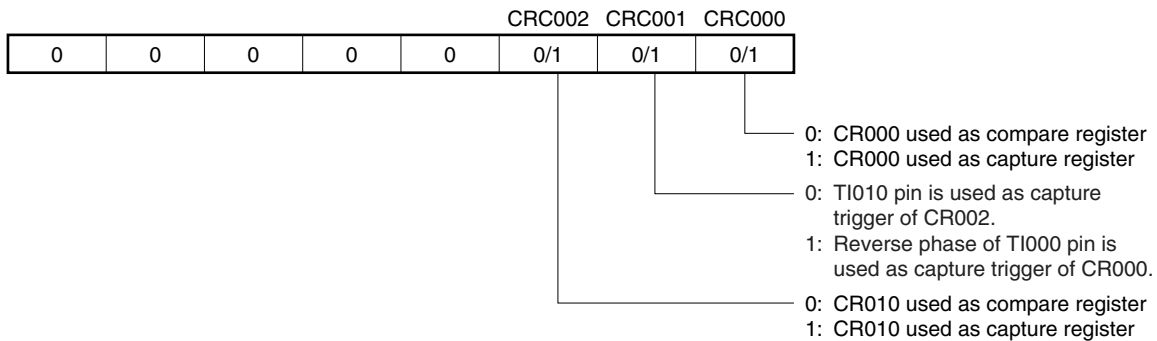 CRC002 CRC001 CRC000
0 0 0 0 0 0/1 0/1 0/1
0: CR000 used as compare register
1: CR000 used as capture register
0: TI010 pin is used as capture
trigger of CR002.
1: Reverse phase of TI000 pin is
used as capture trigger of CR000.
0: CR010 used as compare register
1: CR010 used as capture register